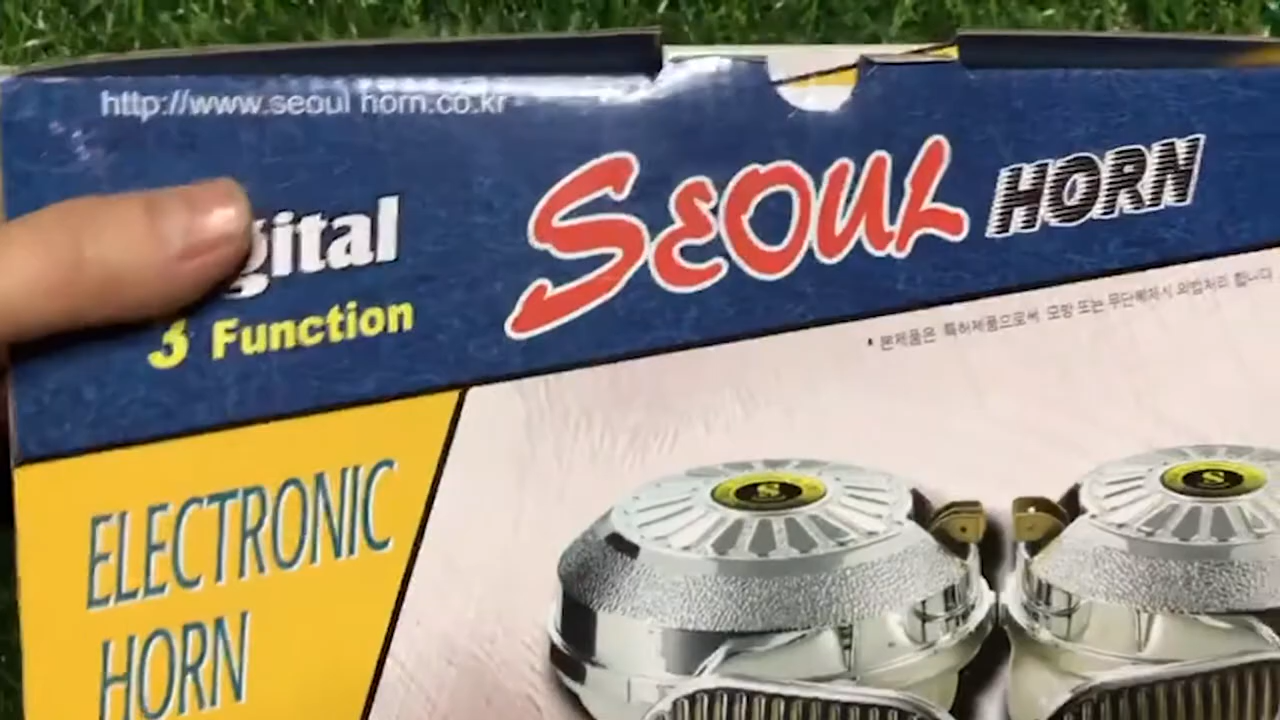 http://www.seoul horn.co.kr
gital
SEOUL HORN
3 Function
* 본제품은 특허제품으로써 모방 또는 무단복제시 의법처리 합니다
ELECTRONIC
HORN
S
S